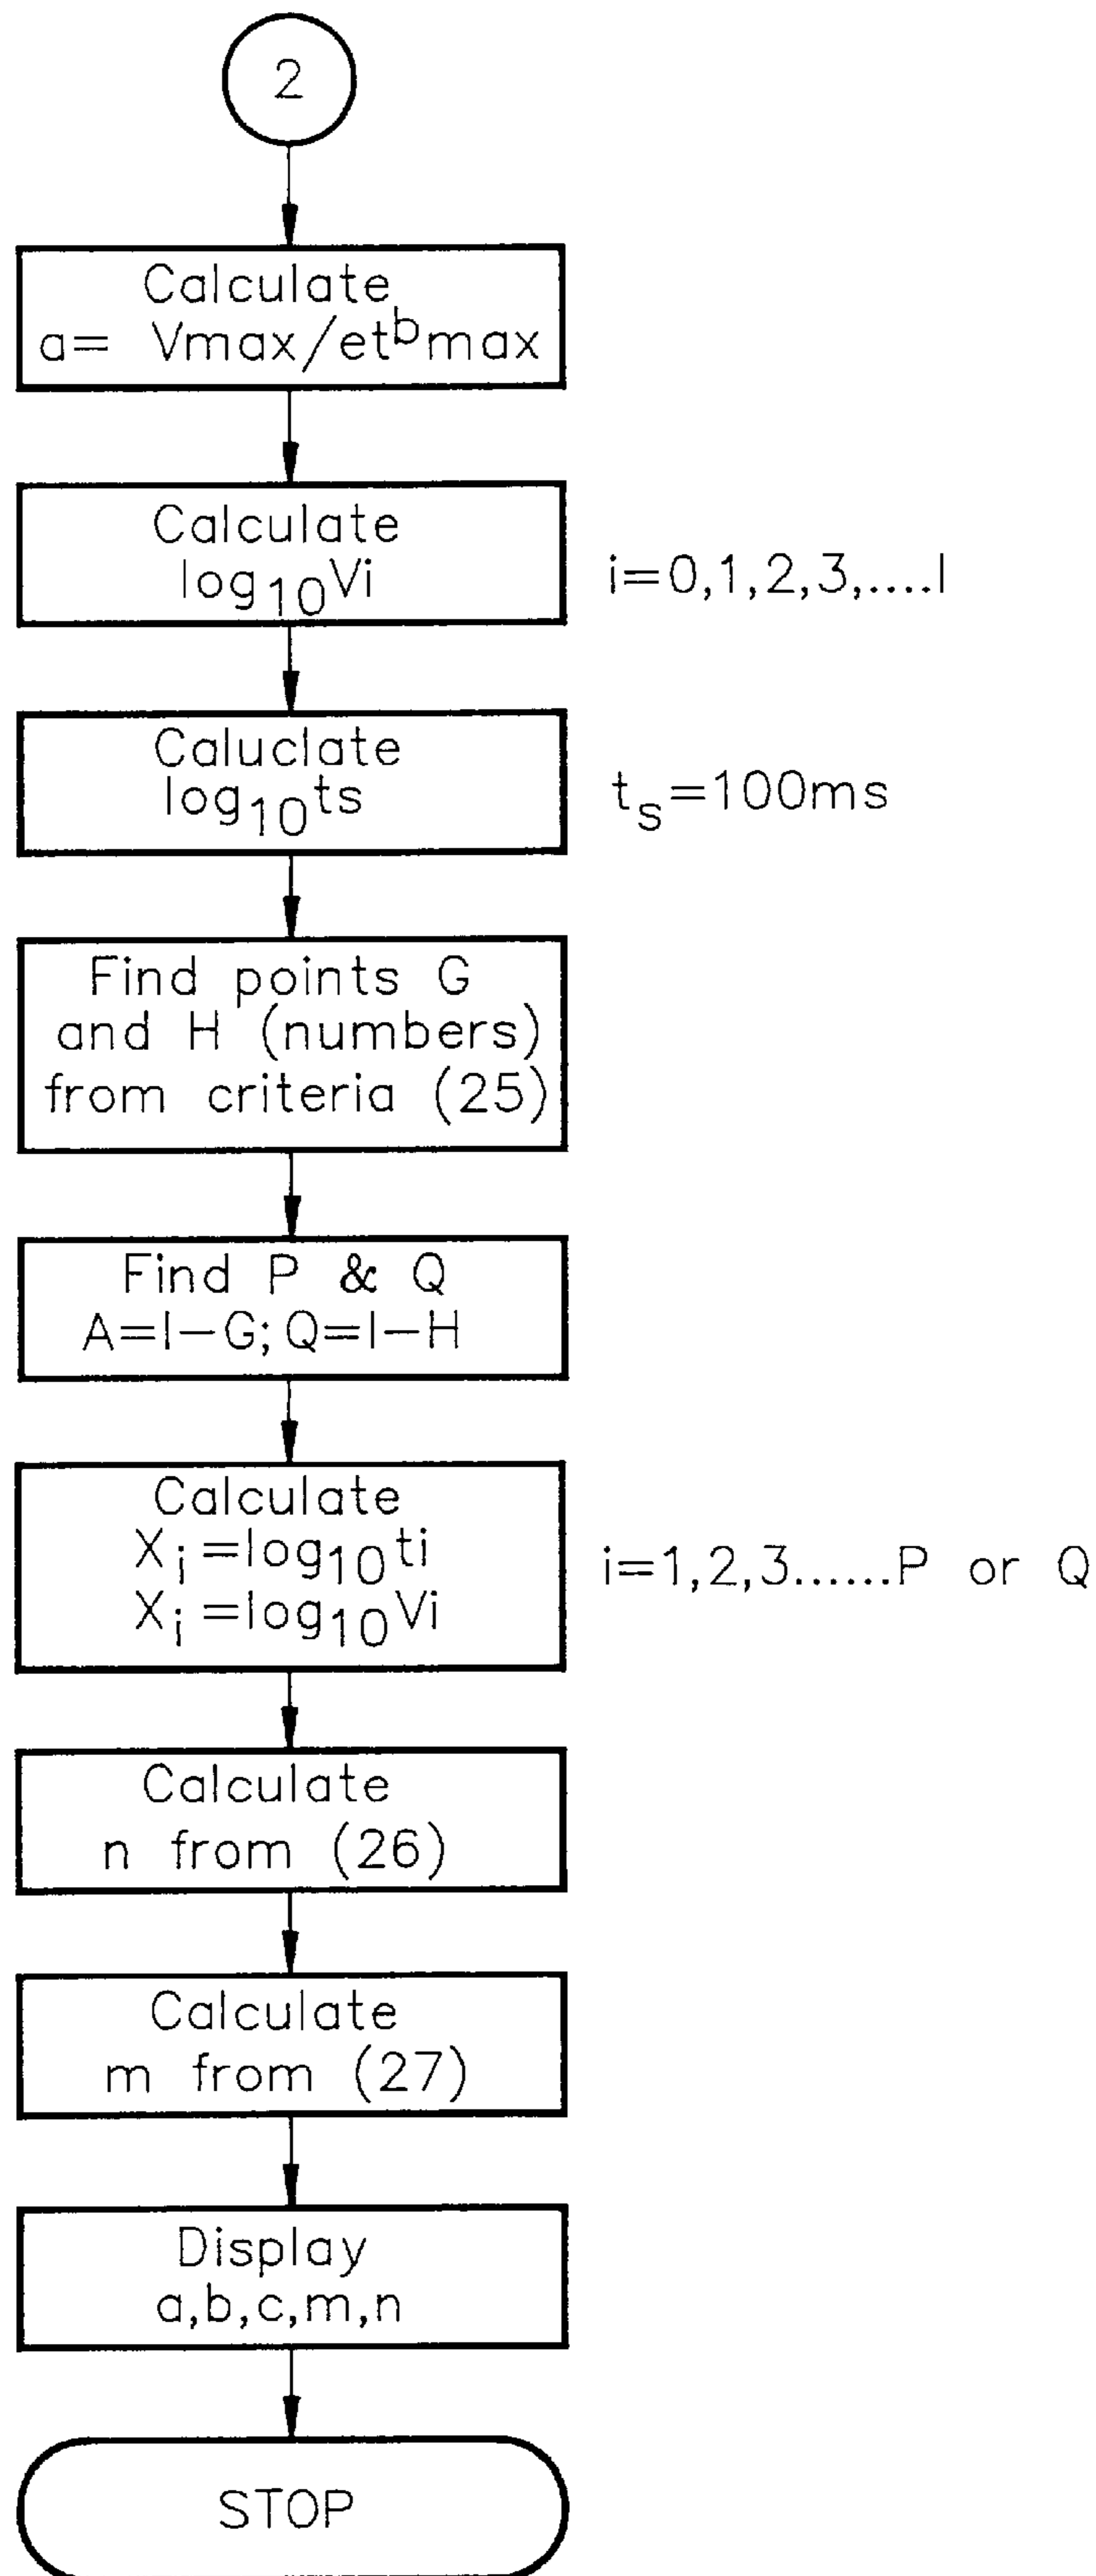 2
Calculate
a= Vmax/etᵇmax
Calculate
log₁₀Vi
i=0,1,2,3,....I
Caluclate
log₁₀ts
tₛ=100ms
Find points G
and H (numbers)
from criteria (25)
Find P & Q
A=I-G; Q=I-H
Calculate
Xᵢ=log₁₀ti
Xᵢ=log₁₀Vi
i=1,2,3......P or Q
Calculate
n from (26)
Calculate
m from (27)
Display
a,b,c,m,n
STOP